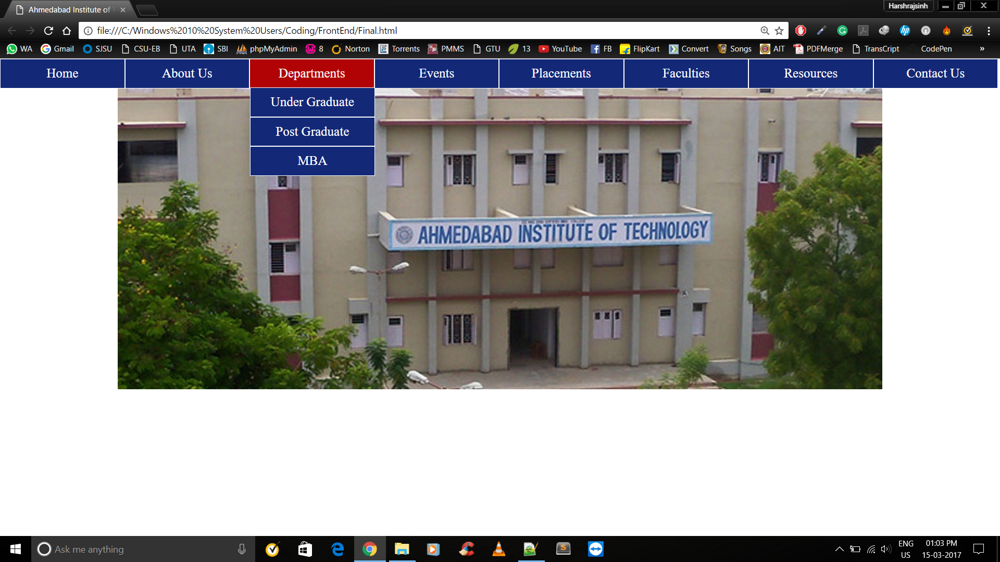 Ahmedabad Institute of
Harshrajsinh
file:///C:/Windows%2010%20System%20Users/Coding/FrontEnd/Final.html
WA Gmail SJSU CSU-EB UTA SBI phpMyAdmin 8 Norton Torrents PMMS GTU 13 YouTube FB FlipKart Convert Songs AIT PDFMerge TransCript CodePen »
Home About Us Departments Events Placements Faculties Resources Contact Us
Under Graduate
Post Graduate
MBA
AHMEDABAD INSTITUTE OF TECHNOLOGY
Ask me anything
ENG
US
01:03 PM
15-03-2017